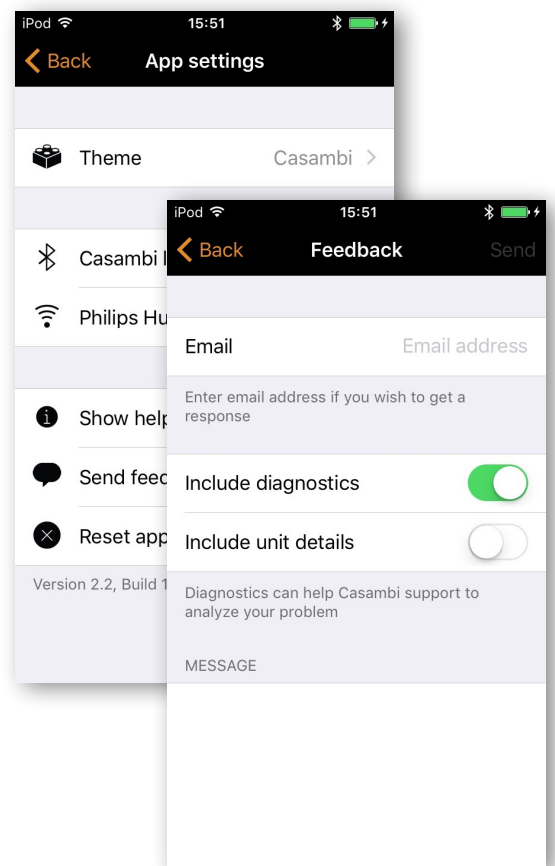 iPod 15:51
Back App settings
Theme Casambi
Casambi
Philips Hu
Show help
Send feed
Reset app
Version 2.2, Build 1
iPod 15:51
Back Feedback Send
Email Email address
Enter email address if you wish to get a
response
Include diagnostics
Include unit details
Diagnostics can help Casambi support to
analyze your problem
MESSAGE